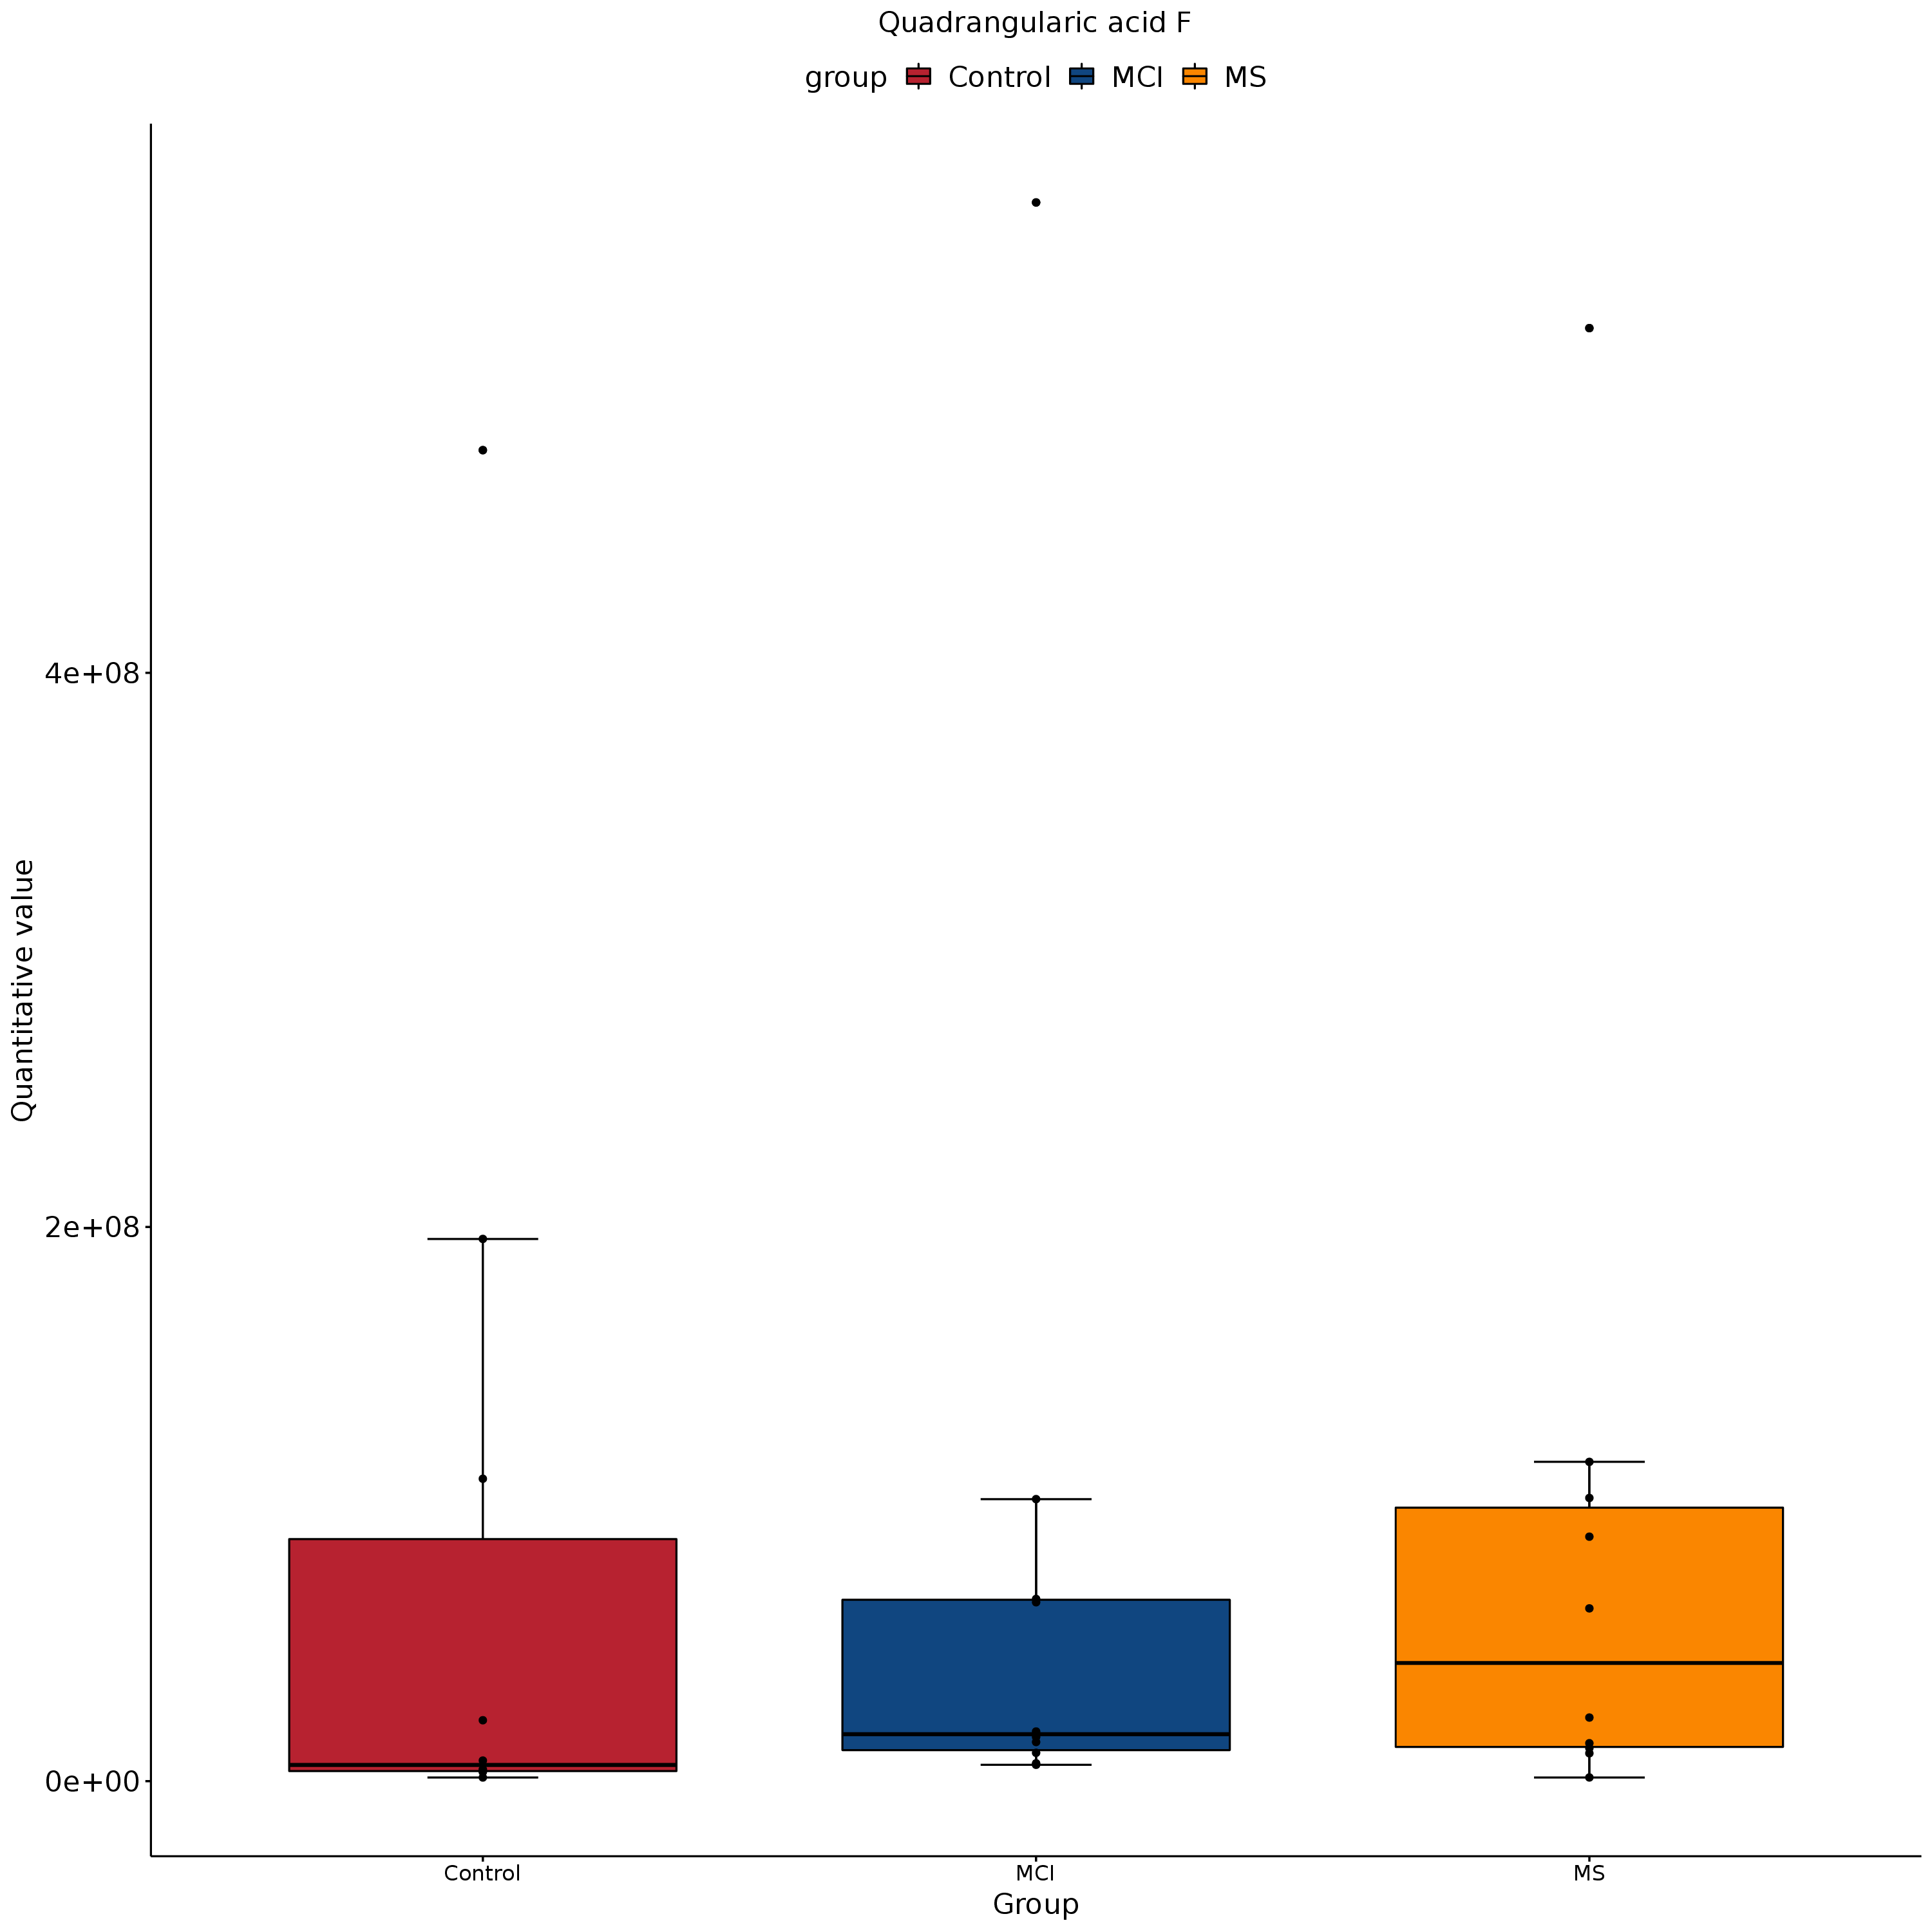 Quadrangularic acid F
group Control MCI MS
Quantitative value
4e+08
2e+08
0e+00
Control MCI MS
Group